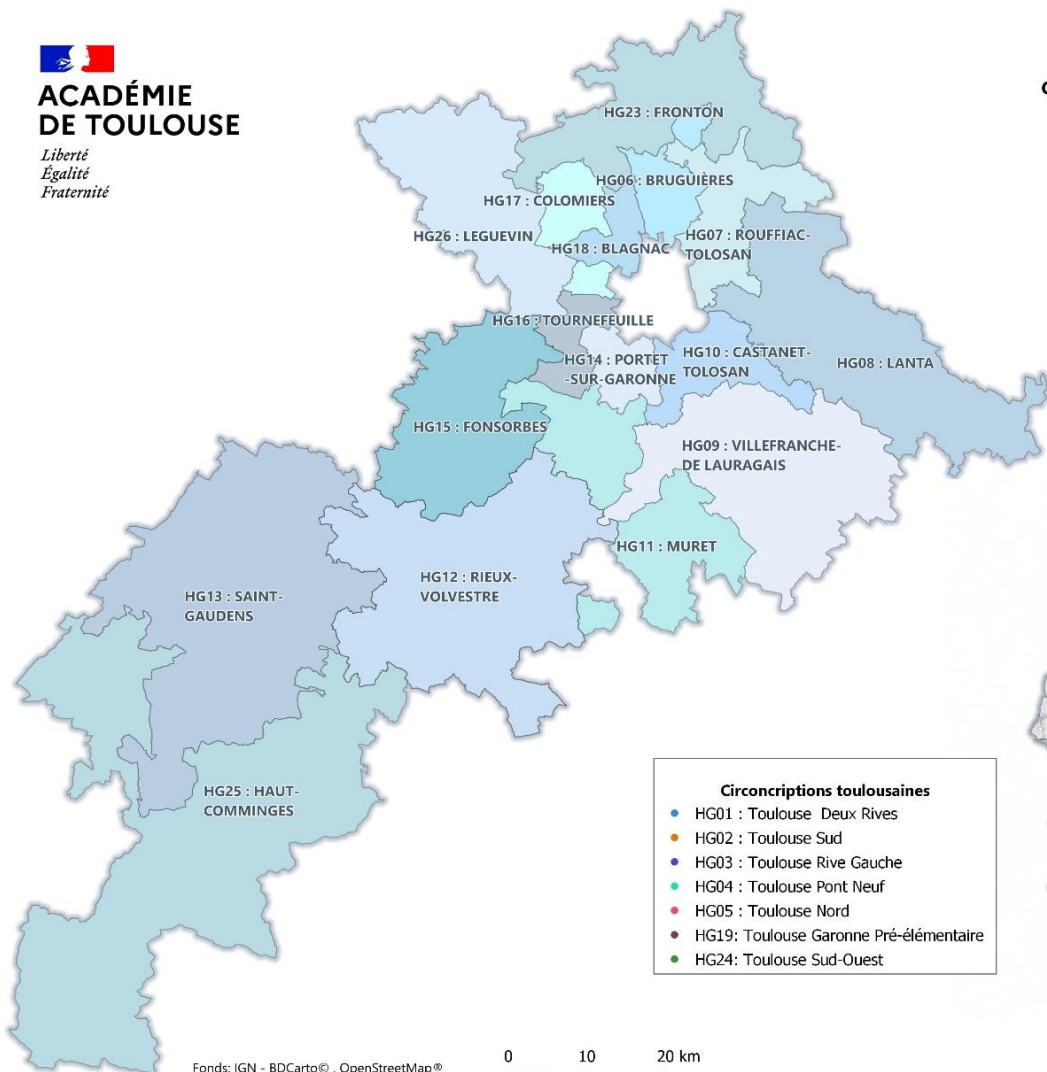 ACADÉMIE
DE TOULOUSE
Liberté
Égalité
Fraternité
HG23 : FRONTON
HG06 : BRUGUIÈRES
HG17 : COLOMIERS
HG26 : LEGUEVIN
HG18 : BLAGNAC
HG07 : ROUFFIAC-
TOLOSAN
HG16 : TOURNEFEUILLE
HG14 : PORTET
-SUR-GARONNE
HG10 : CASTANET-
TOLOSAN
HG08 : LANTA
HG15 : FONSORBES
HG09 : VILLEFRANCHE-
DE LAURAGAIS
HG11 : MURET
HG12 : RIEUX-
VOLVESTRE
HG13 : SAINT-
GAUDENS
HG25 : HAUT-
COMMINGES
Circoncriptions toulousaines
HG01 : Toulouse Deux Rives
HG02 : Toulouse Sud
HG03 : Toulouse Rive Gauche
HG04 : Toulouse Pont Neuf
HG05 : Toulouse Nord
HG19: Toulouse Garonne Pré-élémentaire
HG24: Toulouse Sud-Ouest
0 10 20 km
Fonds: IGN - BDCarto© , OpenStreetMap®